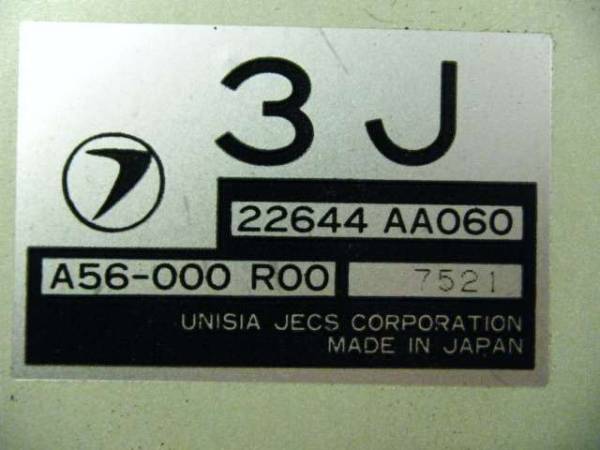 3J
22644 AA060
A56-000 R00 7521
UNISIA JECS CORPORATION
MADE IN JAPAN